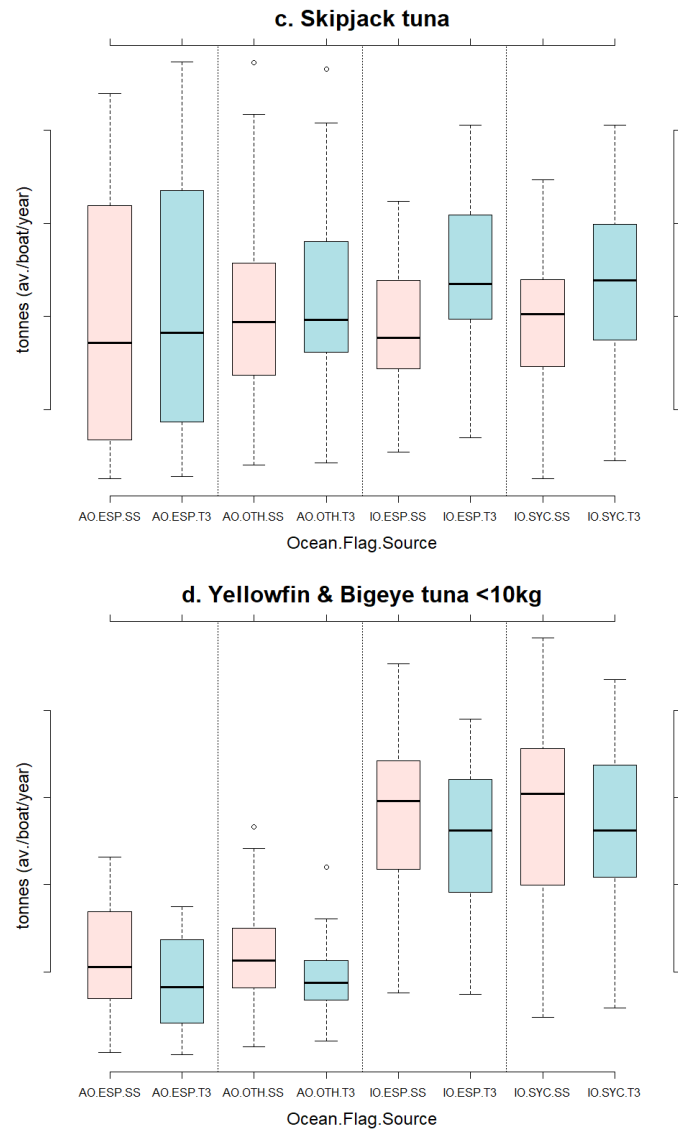 c. Skipjack tuna
tonnes (av./boat/year)
AO.ESP.SS AO.ESP.T3 AO.OTH.SS AO.OTH.T3 IO.ESP.SS IO.ESP.T3 IO.SYC.SS IO.SYC.T3
Ocean.Flag.Source
d. Yellowfin & Bigeye tuna <10kg
tonnes (av./boat/year)
AO.ESP.SS AO.ESP.T3 AO.OTH.SS AO.OTH.T3 IO.ESP.SS IO.ESP.T3 IO.SYC.SS IO.SYC.T3
Ocean.Flag.Source